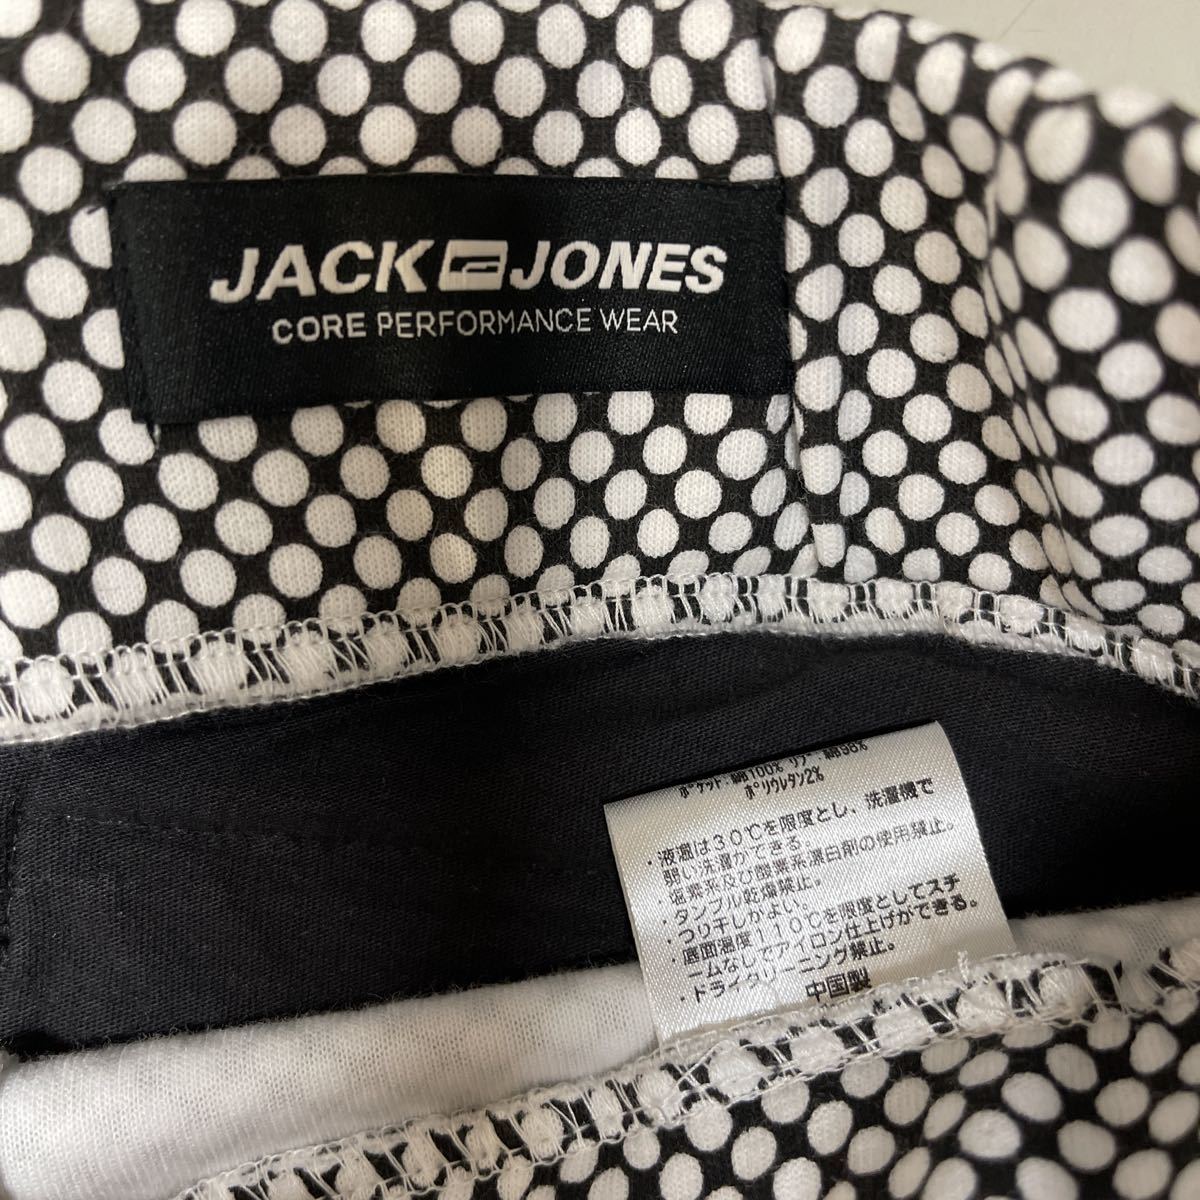 JACK JONES
CORE PERFORMANCE WEAR
ポケット 綿100% リブ 綿98%
ポリウレタン2%
・液温は30℃を限度とし、洗濯機で
弱い洗濯ができる。
・塩素系及び酸素系漂白剤の使用禁止。
・タンブル乾燥禁止。
・つり干しがよい。
・底面温度110℃を限度としてスチ
ームなしでアイロン仕上げができる。
・ドライクリーニング禁止。
中国製